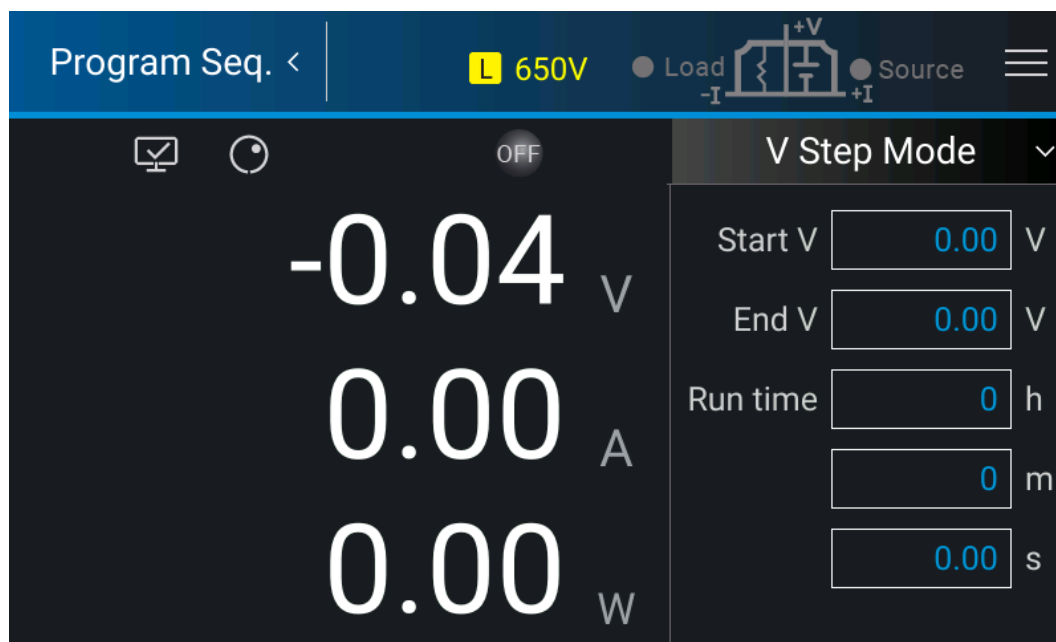 Program Seq. <
L 650V
Load
Source
+V
-I
+I
OFF
V Step Mode
-0.04 V
0.00 A
0.00 W
Start V 0.00 V
End V 0.00 V
Run time 0 h
0 m
0.00 s